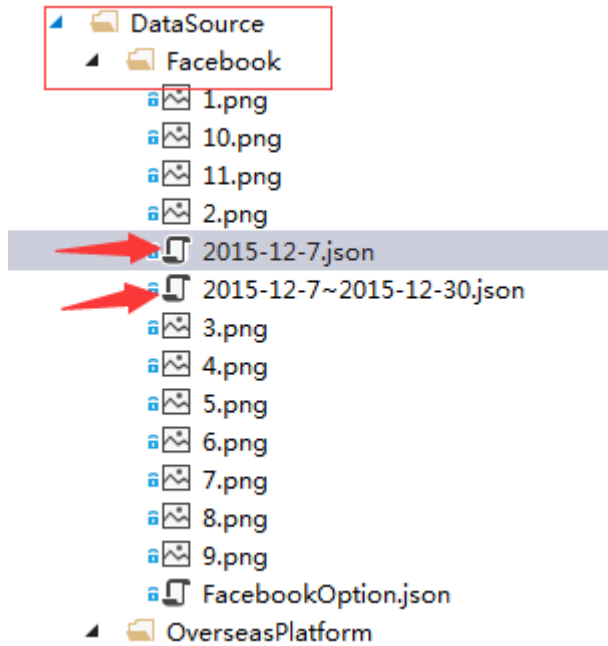 DataSource
Facebook
1.png
10.png
11.png
2.png
2015-12-7.json
2015-12-7~2015-12-30.json
3.png
4.png
5.png
6.png
7.png
8.png
9.png
FacebookOption.json
OverseasPlatform